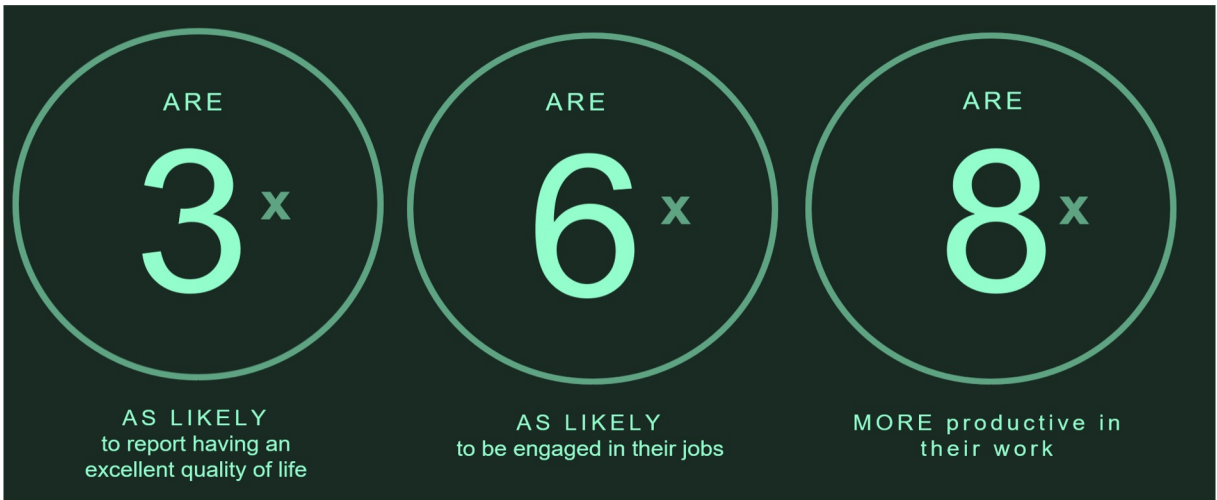 ARE
3x
AS LIKELY
to report having an
excellent quality of life
ARE
6x
AS LIKELY
to be engaged in their jobs
ARE
8x
MORE productive in
their work